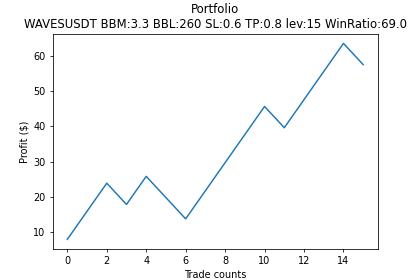 Portfolio
WAVESUSDT BBM:3.3 BBL:260 SL:0.6 TP:0.8 lev:15 WinRatio:69.0
Profit ($)
60
50
40
30
20
10
0 2 4 6 8 10 12 14
Trade counts